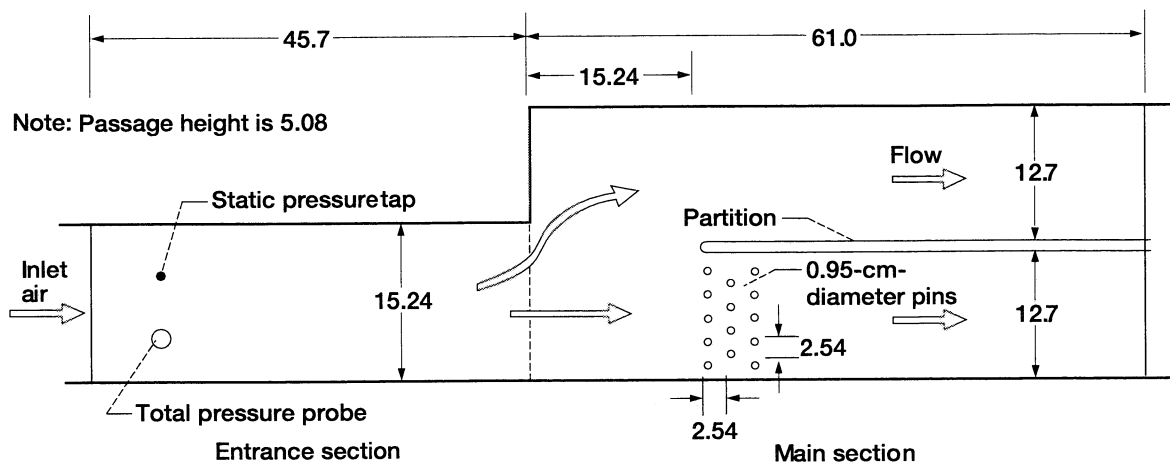 45.7
61.0
15.24
Note: Passage height is 5.08
Flow
12.7
Static pressuretap
Partition
Inlet
air
15.24
0.95-cm-
diameter pins
12.7
2.54
Total pressure probe
2.54
Entrance section
Main section